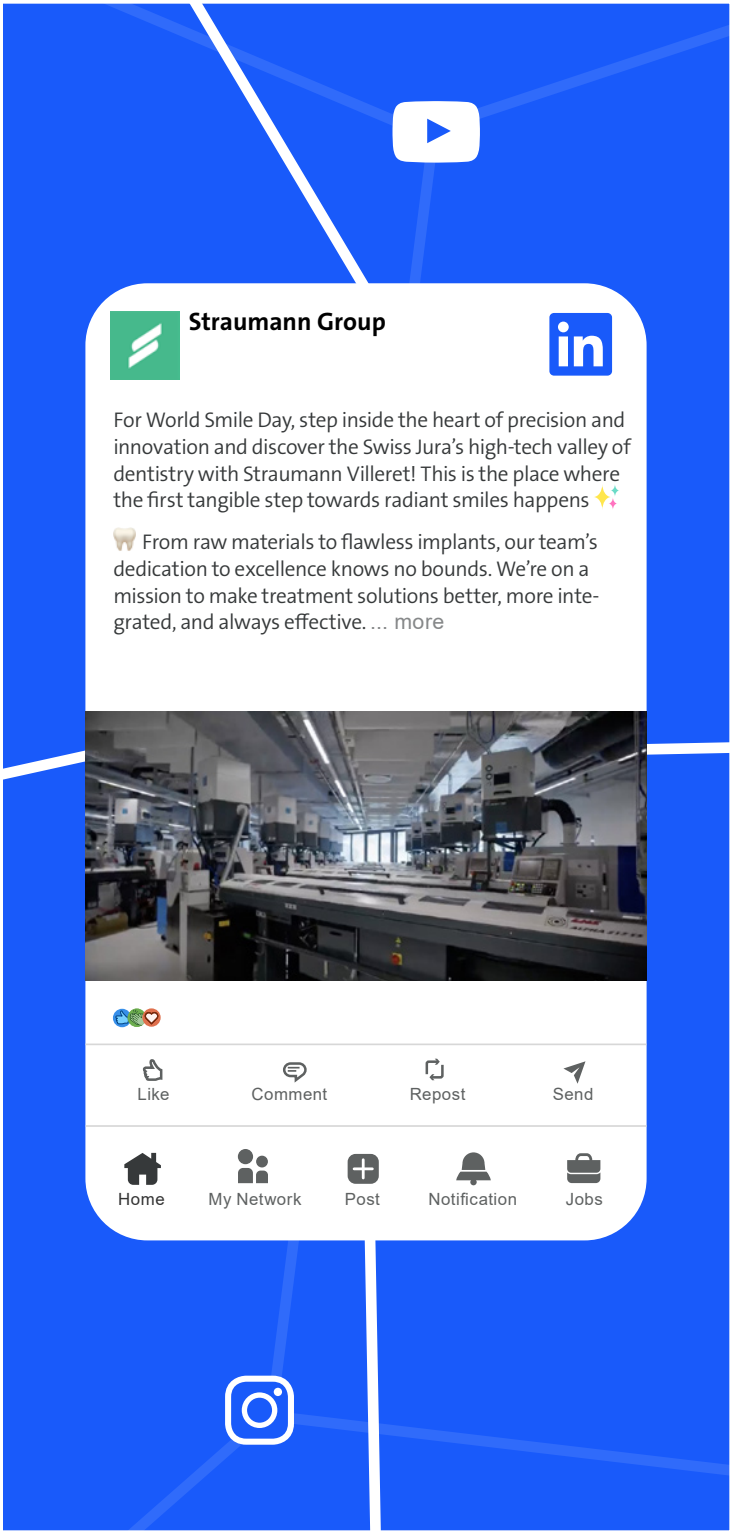 Straumann Group
in
For World Smile Day, step inside the heart of precision and
innovation and discover the Swiss Jura’s high-tech valley of
dentistry with Straumann Villeret! This is the place where
the first tangible step towards radiant smiles happens ✨
🦷 From raw materials to flawless implants, our team’s
dedication to excellence knows no bounds. We’re on a
mission to make treatment solutions better, more inte-
grated, and always effective. ... more
Like Comment Repost Send
Home My Network Post Notification Jobs